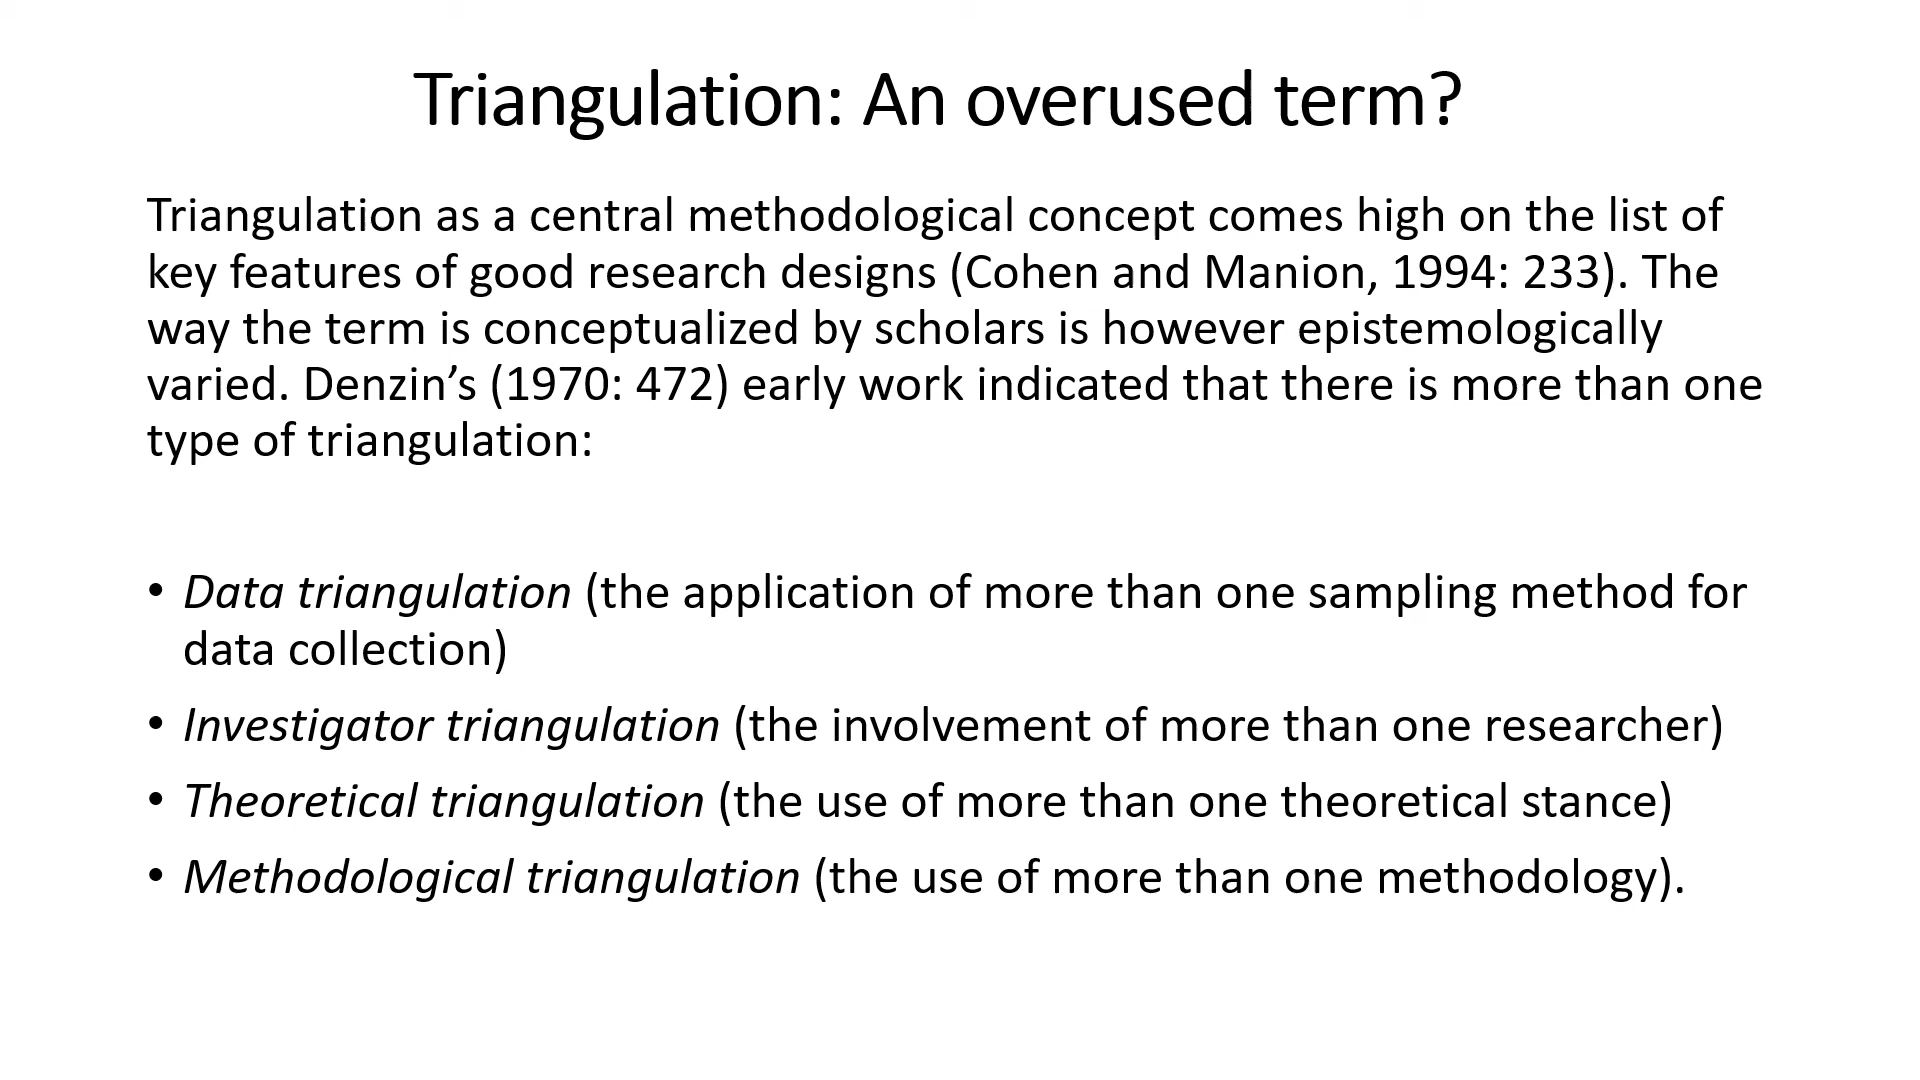 Triangulation: An overused term?
Triangulation as a central methodological concept comes high on the list of
key features of good research designs (Cohen and Manion, 1994: 233). The
way the term is conceptualized by scholars is however epistemologically
varied. Denzin’s (1970: 472) early work indicated that there is more than one
type of triangulation:
• Data triangulation (the application of more than one sampling method for
data collection)
• Investigator triangulation (the involvement of more than one researcher)
• Theoretical triangulation (the use of more than one theoretical stance)
• Methodological triangulation (the use of more than one methodology).